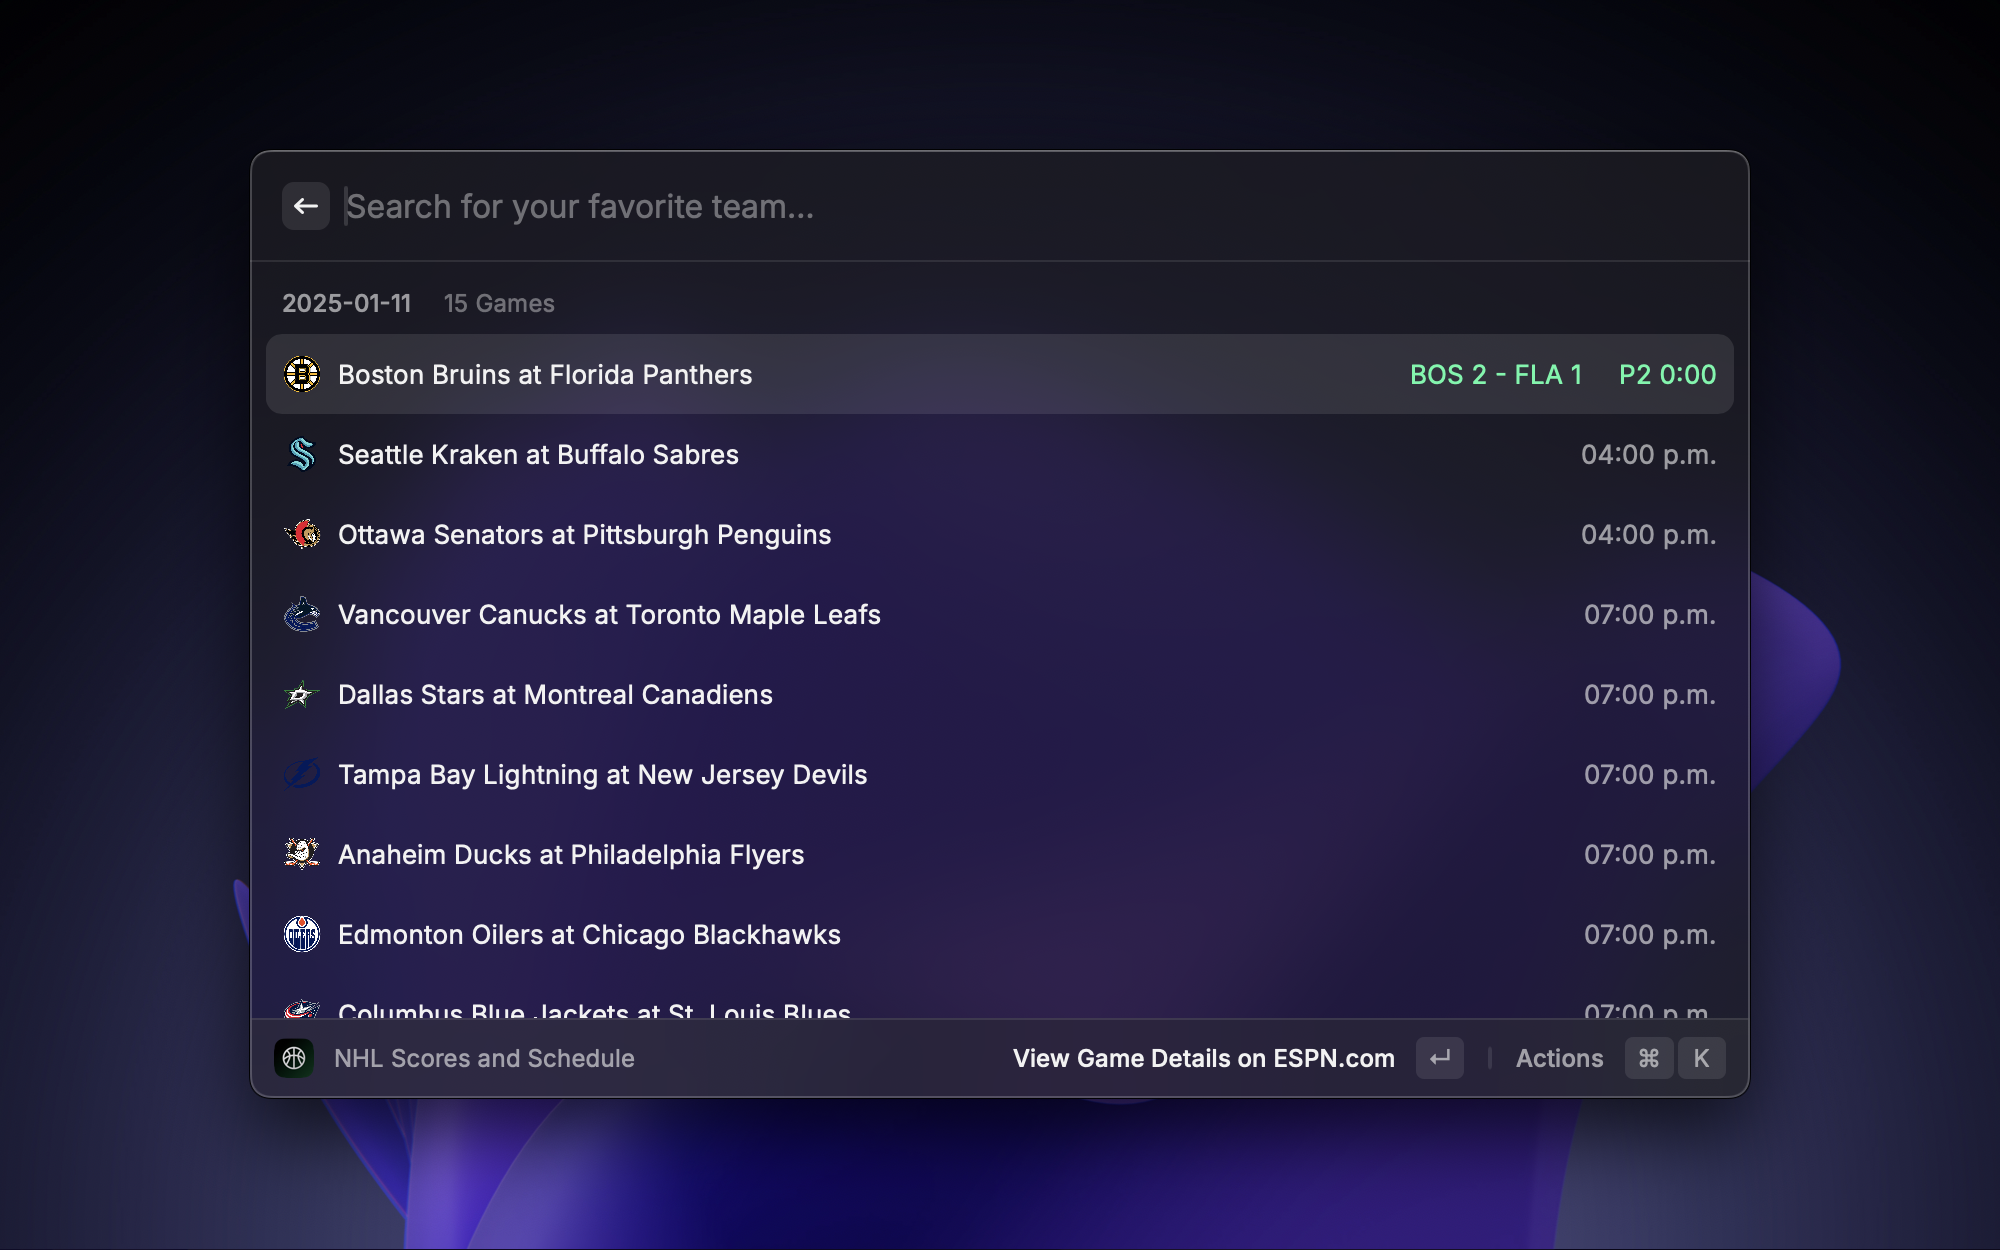 Search for your favorite team...
2025-01-11 15 Games
Boston Bruins at Florida Panthers BOS 2 - FLA 1 P2 0:00
Seattle Kraken at Buffalo Sabres 04:00 p.m.
Ottawa Senators at Pittsburgh Penguins 04:00 p.m.
Vancouver Canucks at Toronto Maple Leafs 07:00 p.m.
Dallas Stars at Montreal Canadiens 07:00 p.m.
Tampa Bay Lightning at New Jersey Devils 07:00 p.m.
Anaheim Ducks at Philadelphia Flyers 07:00 p.m.
Edmonton Oilers at Chicago Blackhawks 07:00 p.m.
Columbus Blue Jackets at St. Louis Blues 07:00 p.m.
NHL Scores and Schedule View Game Details on ESPN.com ↵ Actions ⌘ K